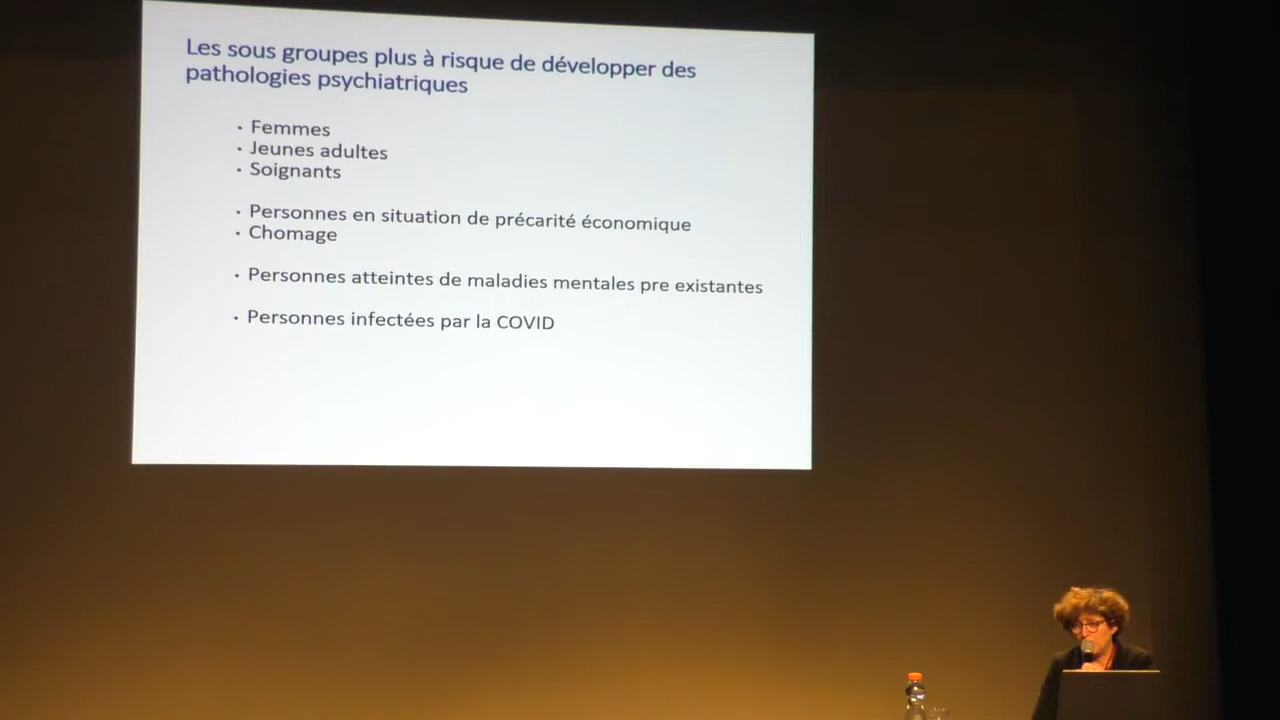 Les sous groupes plus à risque de développer des
pathologies psychiatriques
• Femmes
• Jeunes adultes
• Soignants
• Personnes en situation de précarité économique
• Chomage
• Personnes atteintes de maladies mentales pre existantes
• Personnes infectées par la COVID